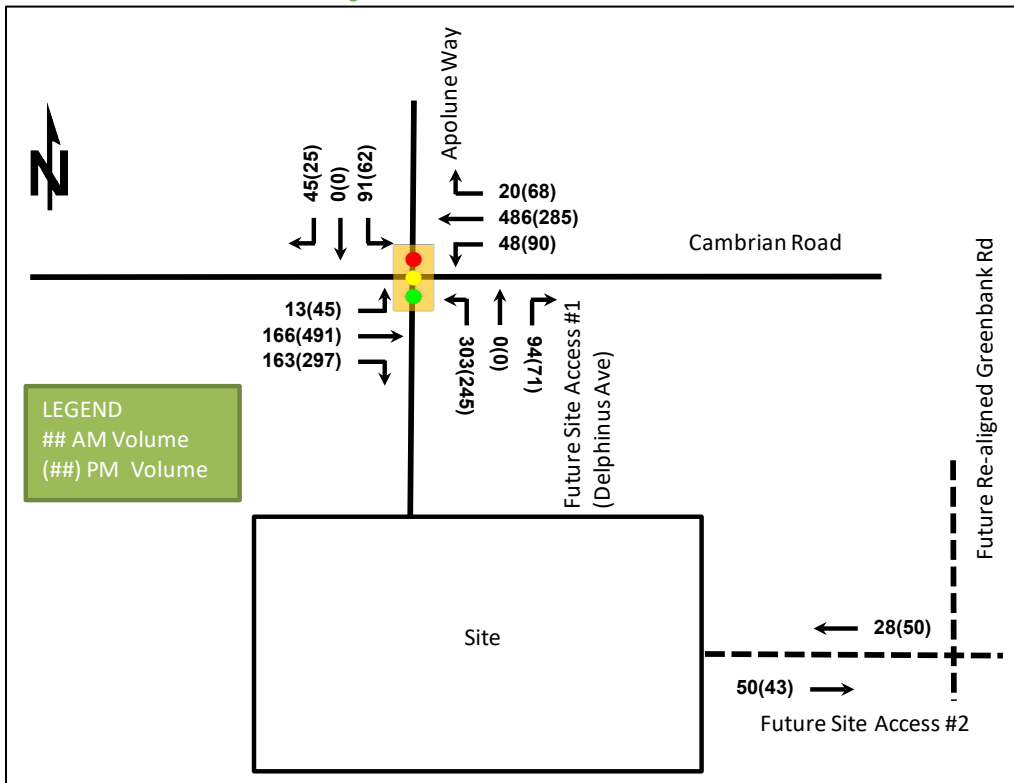 Apolune Way
N
45(25)
0(0)
91(62)
20(68)
486(285)
48(90)
Cambrian Road
13(45)
166(491)
163(297)
303(245)
0(0)
94(71)
Future Site Access #1
(Delphinus Ave)
LEGEND
## AM Volume
(##) PM Volume
Future Re-aligned Greenbank Rd
Site
28(50)
50(43)
Future Site Access #2